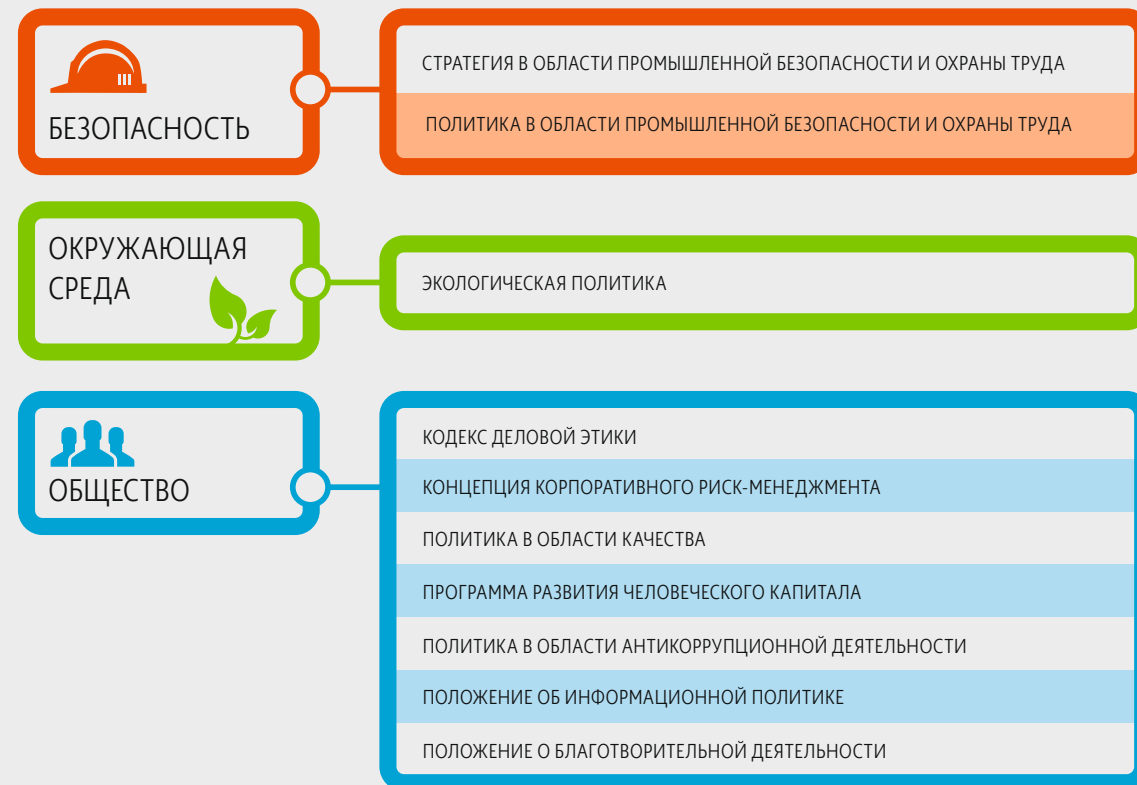 БЕЗОПАСНОСТЬ
СТРАТЕГИЯ В ОБЛАСТИ ПРОМЫШЛЕННОЙ БЕЗОПАСНОСТИ И ОХРАНЫ ТРУДА
ПОЛИТИКА В ОБЛАСТИ ПРОМЫШЛЕННОЙ БЕЗОПАСНОСТИ И ОХРАНЫ ТРУДА
ОКРУЖАЮЩАЯ
СРЕДА
ЭКОЛОГИЧЕСКАЯ ПОЛИТИКА
ОБЩЕСТВО
КОДЕКС ДЕЛОВОЙ ЭТИКИ
КОНЦЕПЦИЯ КОРПОРАТИВНОГО РИСК-МЕНЕДЖМЕНТА
ПОЛИТИКА В ОБЛАСТИ КАЧЕСТВА
ПРОГРАММА РАЗВИТИЯ ЧЕЛОВЕЧЕСКОГО КАПИТАЛА
ПОЛИТИКА В ОБЛАСТИ АНТИКОРРУПЦИОННОЙ ДЕЯТЕЛЬНОСТИ
ПОЛОЖЕНИЕ ОБ ИНФОРМАЦИОННОЙ ПОЛИТИКЕ
ПОЛОЖЕНИЕ О БЛАГОТВОРИТЕЛЬНОЙ ДЕЯТЕЛЬНОСТИ